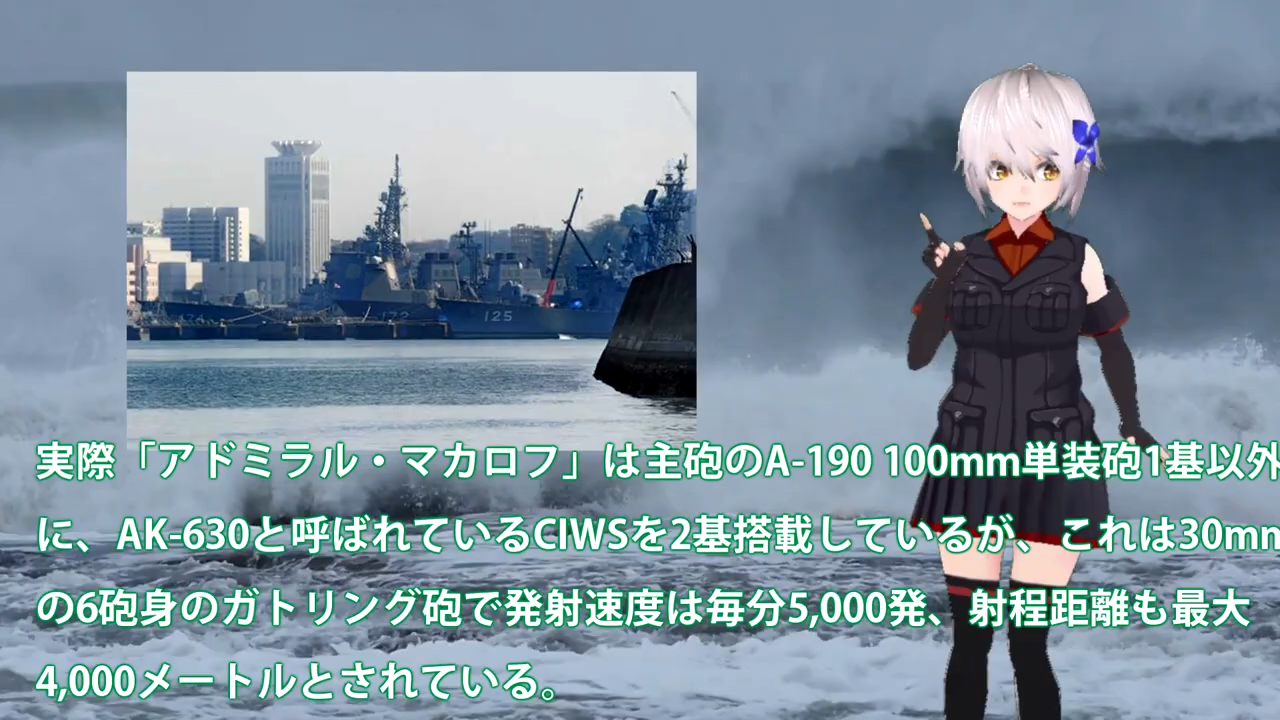 174
172
125
実際「アドミラル・マカロフ」は主砲のA-190 100mm単装砲1基以外
に、AK-630と呼ばれているCIWSを2基搭載しているが、これは30mm
の6砲身のガトリング砲で発射速度は毎分5,000発、射程距離も最大
4,000メートルとされている。